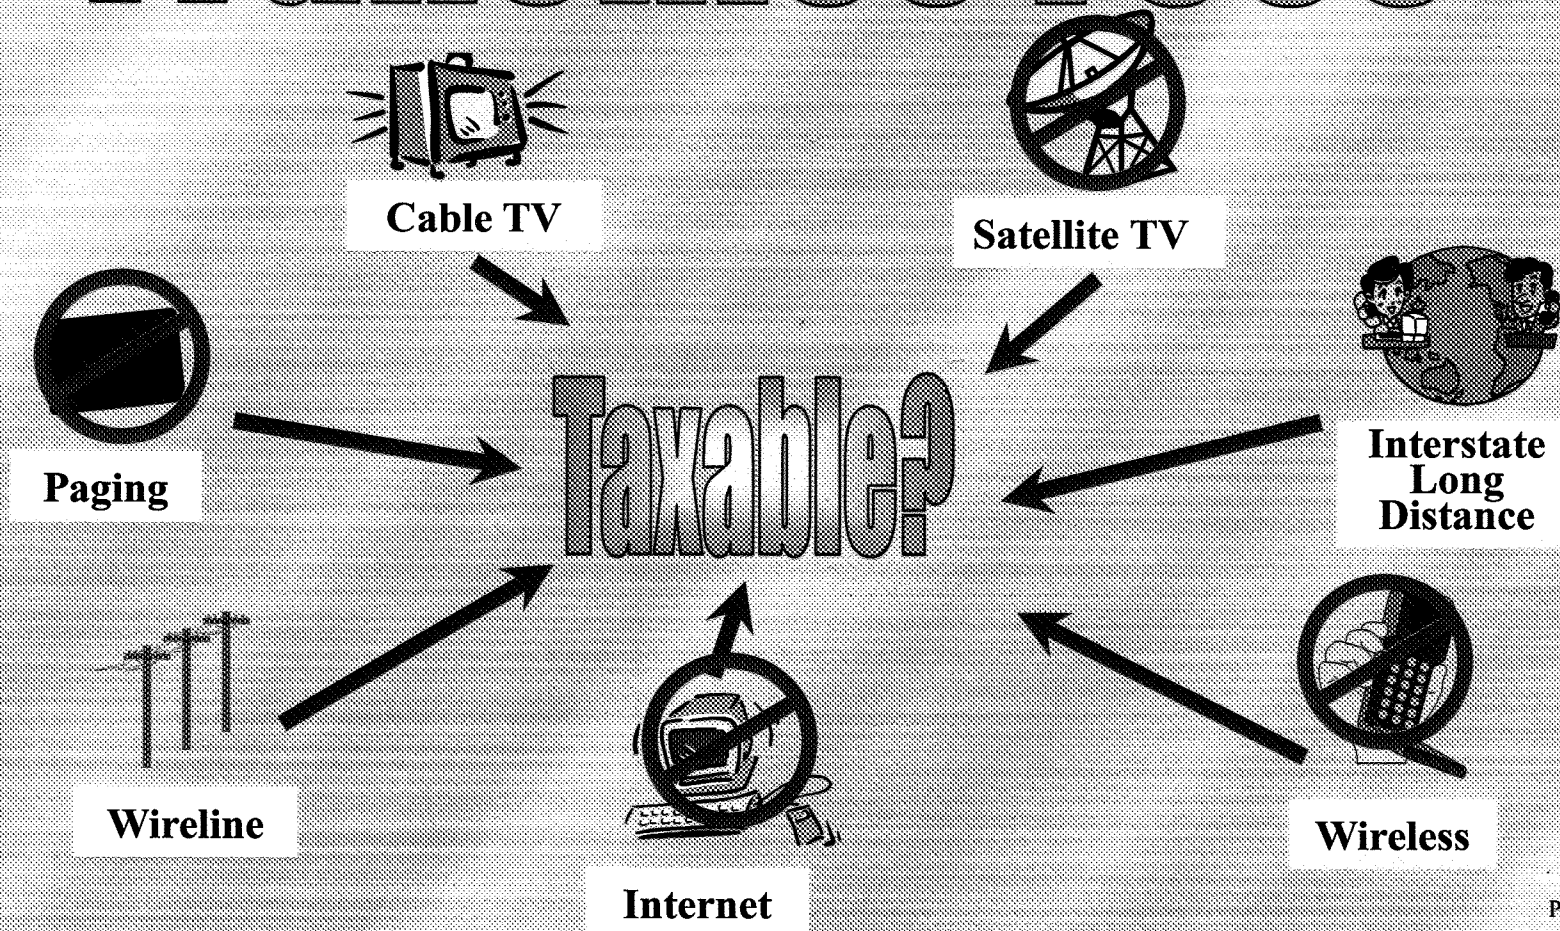 Cable TV
Satellite TV
Paging
Taxable?
Interstate
Long
Distance
Wireline
Internet
Wireless